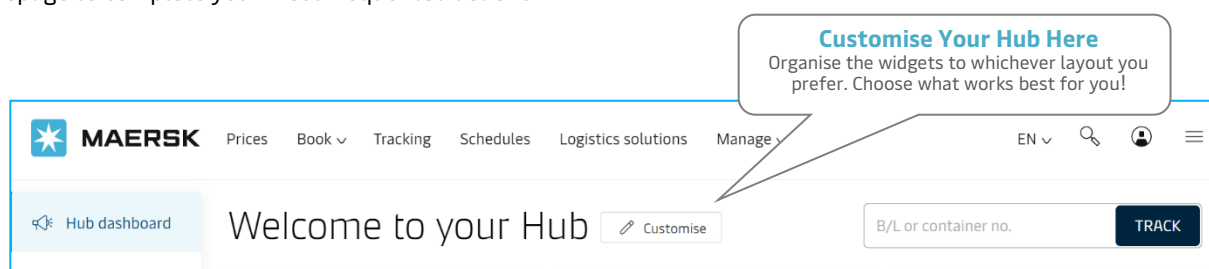 Customise Your Hub Here
Organise the widgets to whichever layout you
prefer. Choose what works best for you!
MAERSK Prices Book Tracking Schedules Logistics solutions Manage EN
Hub dashboard
Welcome to your Hub
Customise
B/L or container no.
TRACK